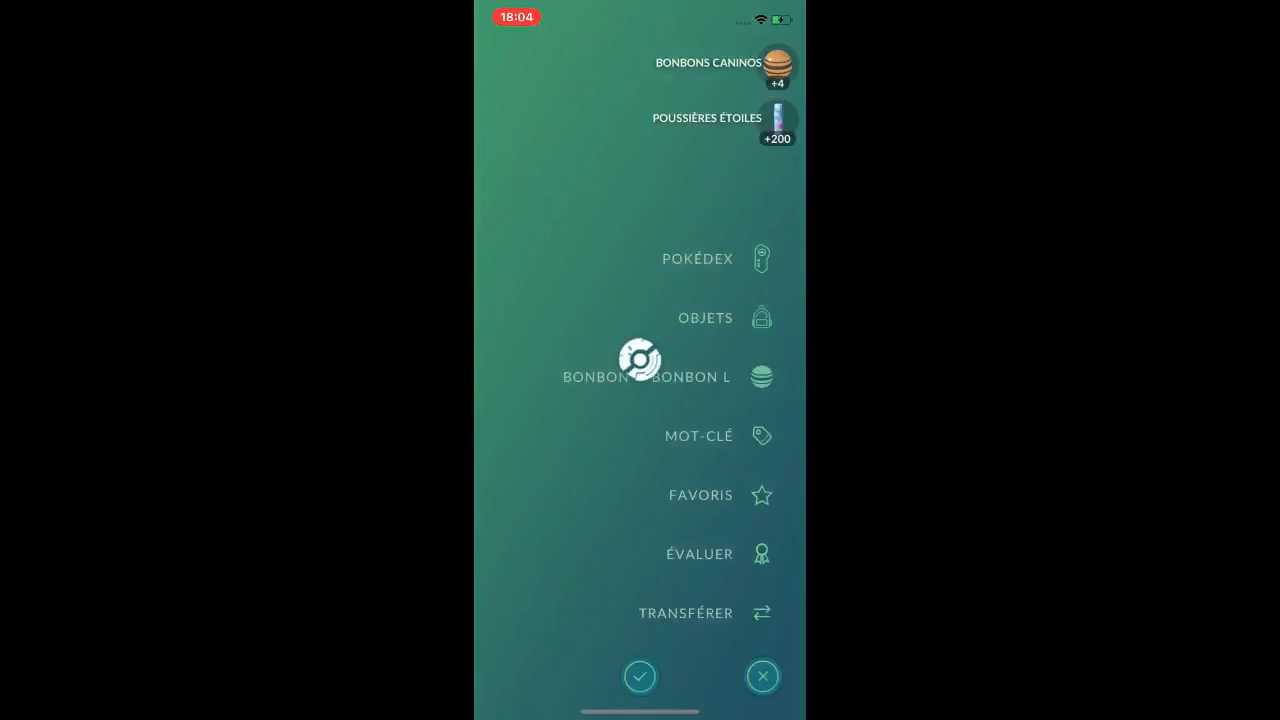 18:04
BONBONS CANINOS
+4
POUSSIÈRES ÉTOILES
+200
POKÉDEX
OBJETS
BONBON BONBON L
MOT-CLÉ
FAVORIS
ÉVALUER
TRANSFÉRER